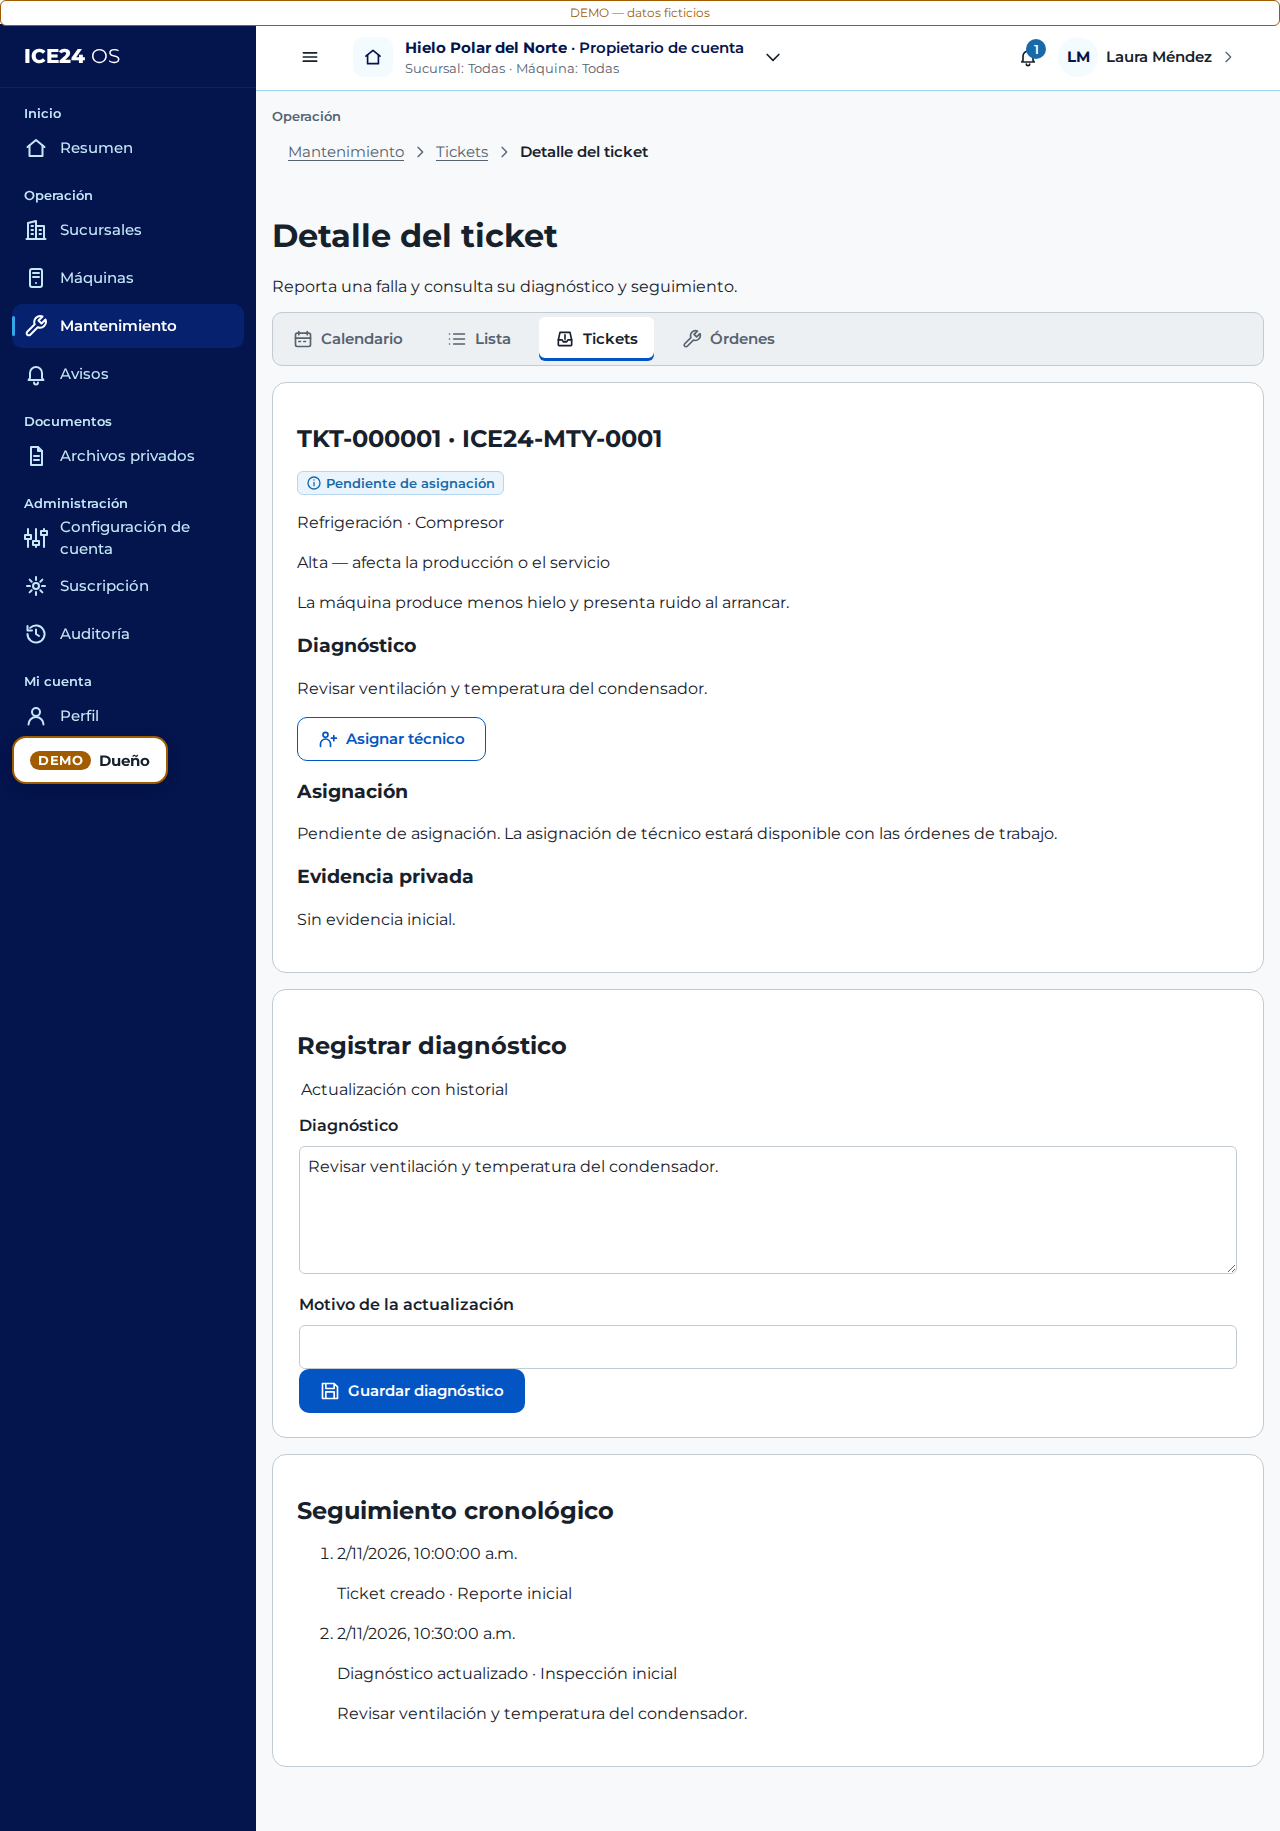 DEMO — datos ficticios
ICE24 OS
Inicio
Resumen
Operación
Sucursales
Máquinas
Mantenimiento
Avisos
Documentos
Archivos privados
Administración
Configuración de
cuenta
Suscripción
Auditoría
Mi cuenta
Perfil
DEMO Dueño
Hielo Polar del Norte · Propietario de cuenta
Sucursal: Todas · Máquina: Todas
1
LM Laura Méndez
Operación
Mantenimiento > Tickets > Detalle del ticket
Detalle del ticket
Reporta una falla y consulta su diagnóstico y seguimiento.
Calendario Lista Tickets Órdenes
TKT-000001 · ICE24-MTY-0001
Pendiente de asignación
Refrigeración · Compresor
Alta — afecta la producción o el servicio
La máquina produce menos hielo y presenta ruido al arrancar.
Diagnóstico
Revisar ventilación y temperatura del condensador.
Asignar técnico
Asignación
Pendiente de asignación. La asignación de técnico estará disponible con las órdenes de trabajo.
Evidencia privada
Sin evidencia inicial.
Registrar diagnóstico
Actualización con historial
Diagnóstico
Revisar ventilación y temperatura del condensador.
Motivo de la actualización
Guardar diagnóstico
Seguimiento cronológico
1. 2/11/2026, 10:00:00 a.m.
Ticket creado · Reporte inicial
2. 2/11/2026, 10:30:00 a.m.
Diagnóstico actualizado · Inspección inicial
Revisar ventilación y temperatura del condensador.